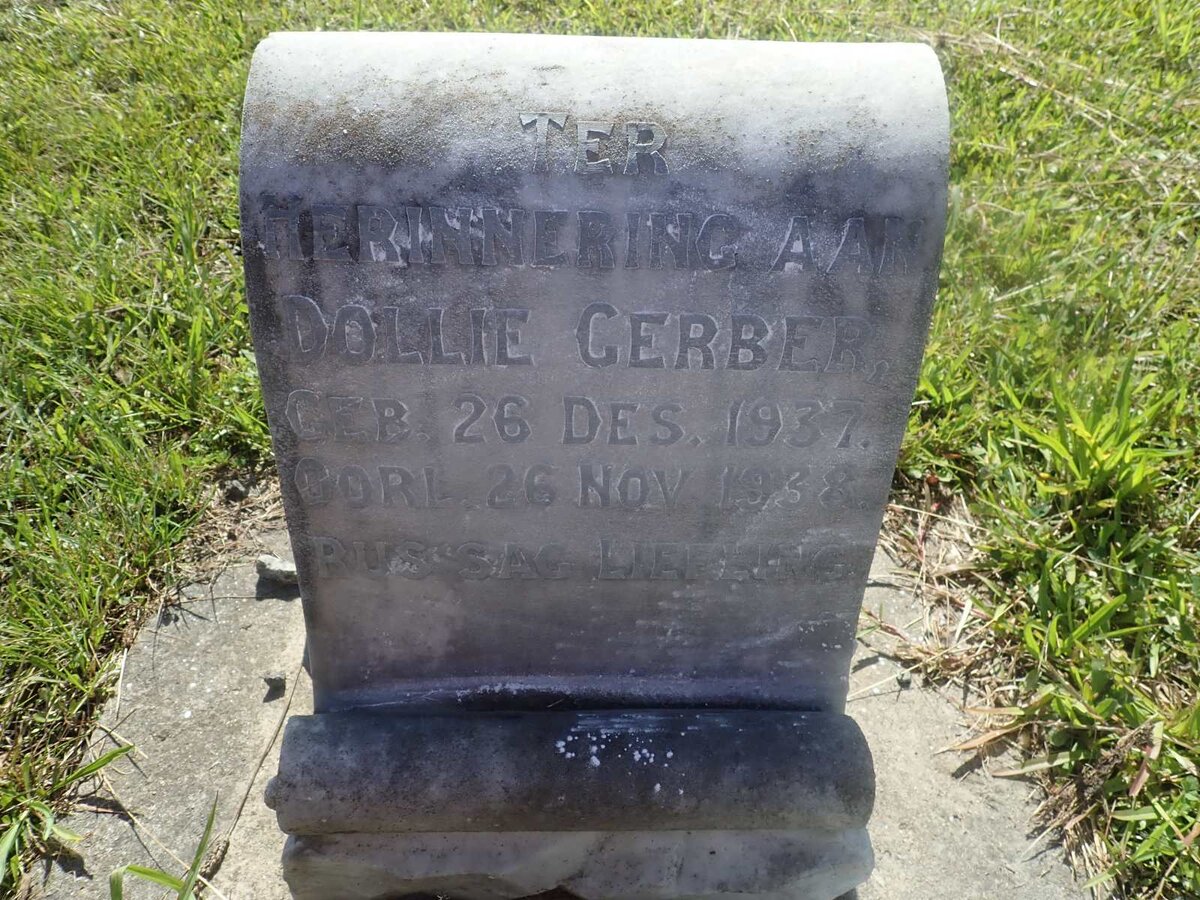 TER
HERINNERING AAN
DOLLIE GERBER,
GEB. 26 DES. 1937.
OORL. 26 NOV 1938.
RUS SAG LIEFLING